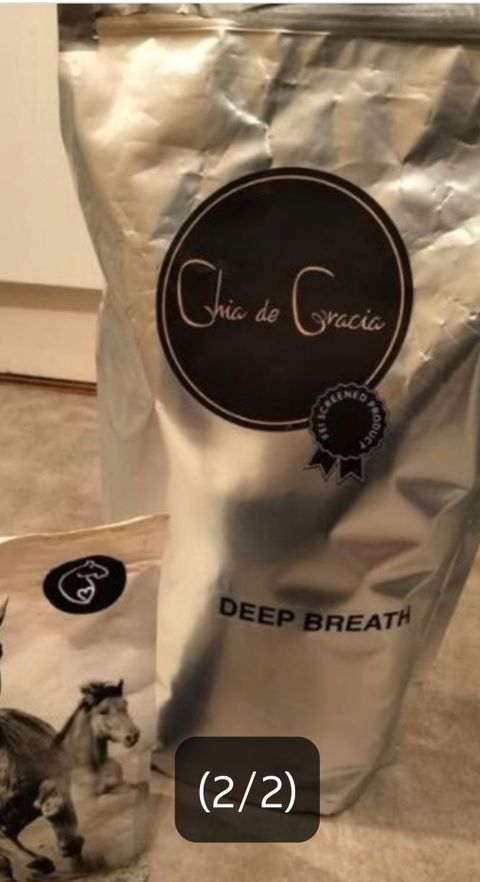 Chia de Gracia
FEI SCREENED PRODUCT
DEEP BREATH
(2/2)